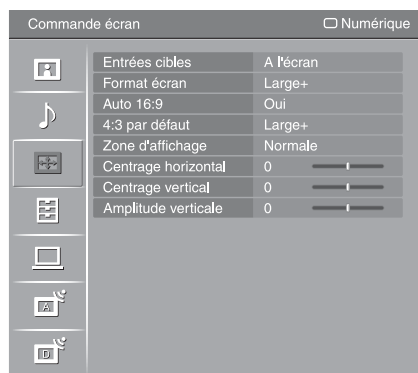 Commande écran Numérique
Entrées cibles A l'écran
Format écran Large+
Auto 16:9 Oui
4:3 par défaut Large+
Zone d'affichage Normale
Centrage horizontal 0
Centrage vertical 0
Amplitude verticale 0
A
D